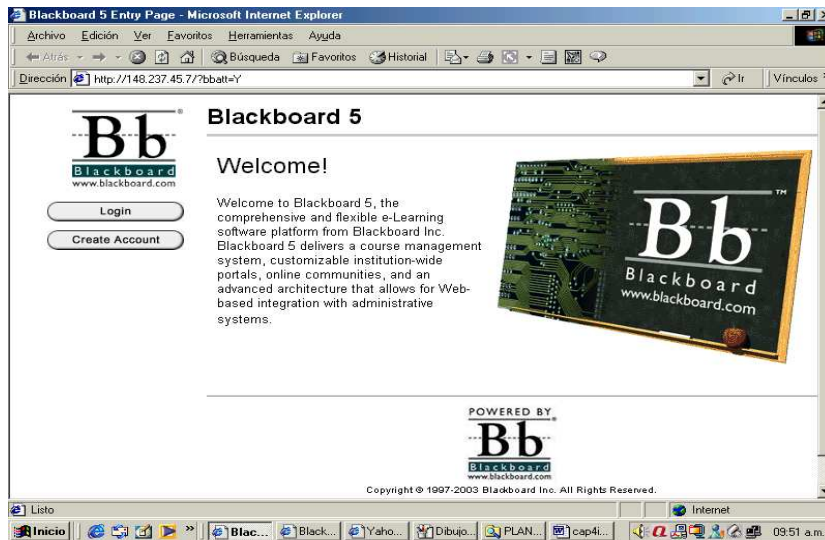 Blackboard 5 Entry Page - Microsoft Internet Explorer
Archivo Edición Ver Favoritos Herramientas Ayuda
Atrás Búsqueda Favoritos Historial
Dirección http://148.237.45.7/?bbatt=Y Ir Vínculos
Bb
Blackboard
www.blackboard.com
Login
Create Account
Blackboard 5
Welcome!
Welcome to Blackboard 5, the
comprehensive and flexible e-Learning
software platform from Blackboard Inc.
Blackboard 5 delivers a course management
system, customizable institution-wide
portals, online communities, and an
advanced architecture that allows for Web-
based integration with administrative
systems.
Bb™
Blackboard
www.blackboard.com
POWERED BY
Bb
Blackboard
www.blackboard.com
Copyright © 1997-2003 Blackboard Inc. All Rights Reserved.
Listo Internet
Inicio » Blac... Black... Yaho... Dibujo... PLAN... cap4i... 09:51 a.m.